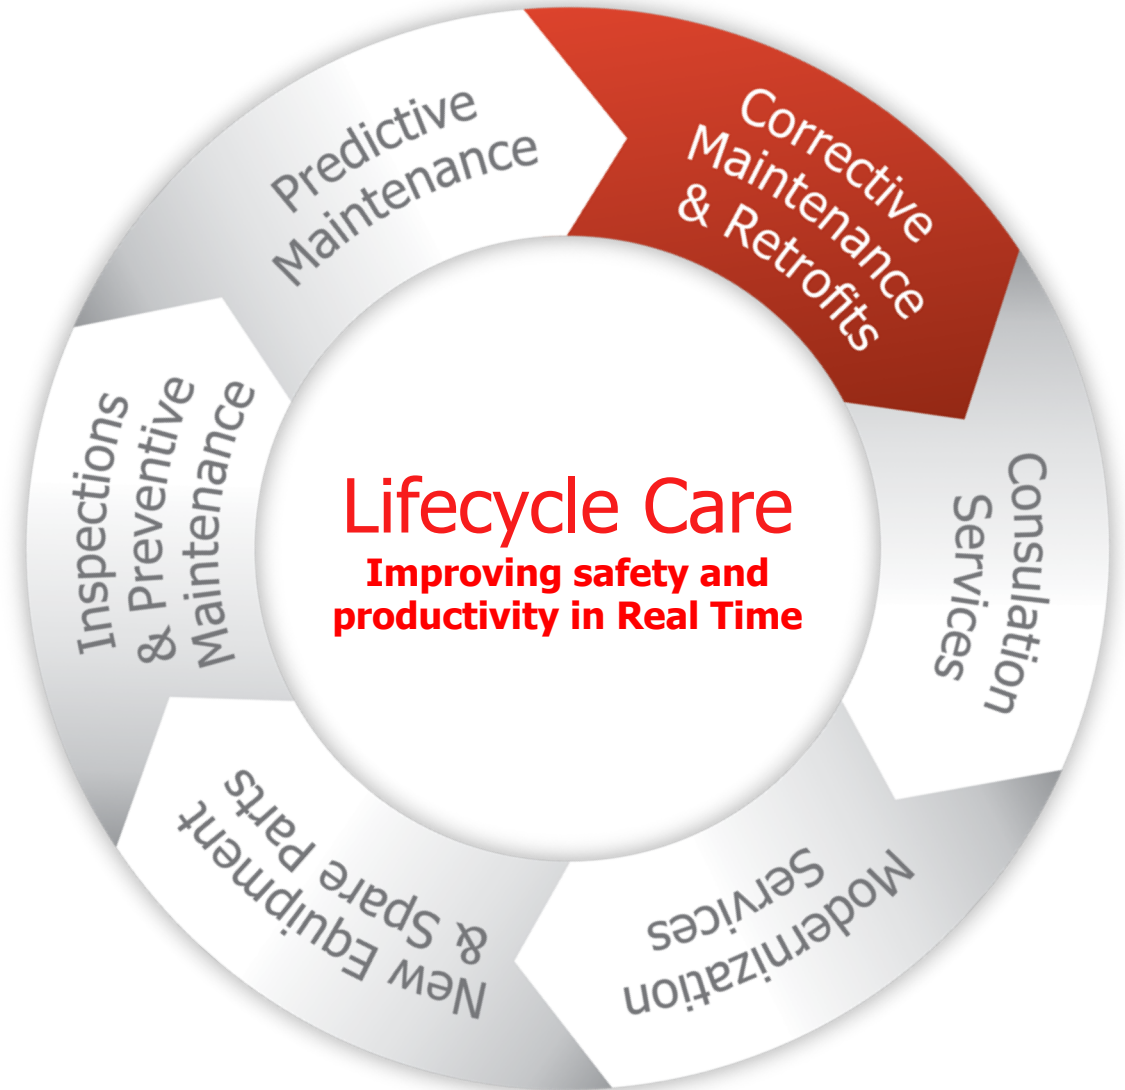 Predictive
Maintenance
Corrective
Maintenance
& Retrofits
Consulation
Services
Modernization
Services
New Equipment
& Spare Parts
Inspections
& Preventive
Maintenance
Lifecycle Care
Improving safety and
productivity in Real Time